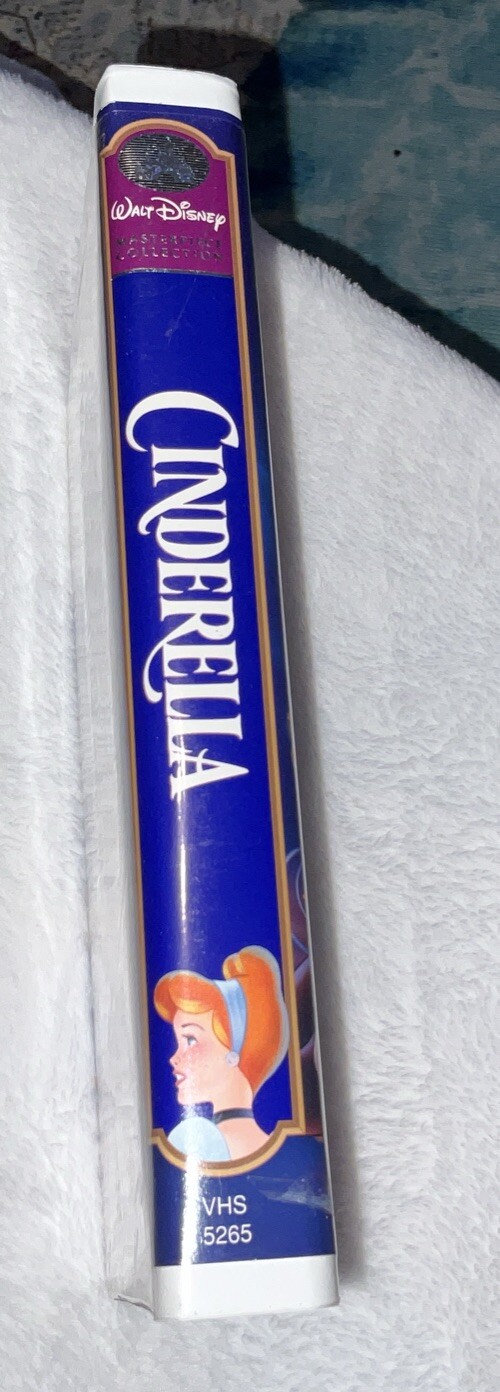 WALT DISNEY
MASTERPIECE
COLLECTION
CINDERELLA
VHS
5265